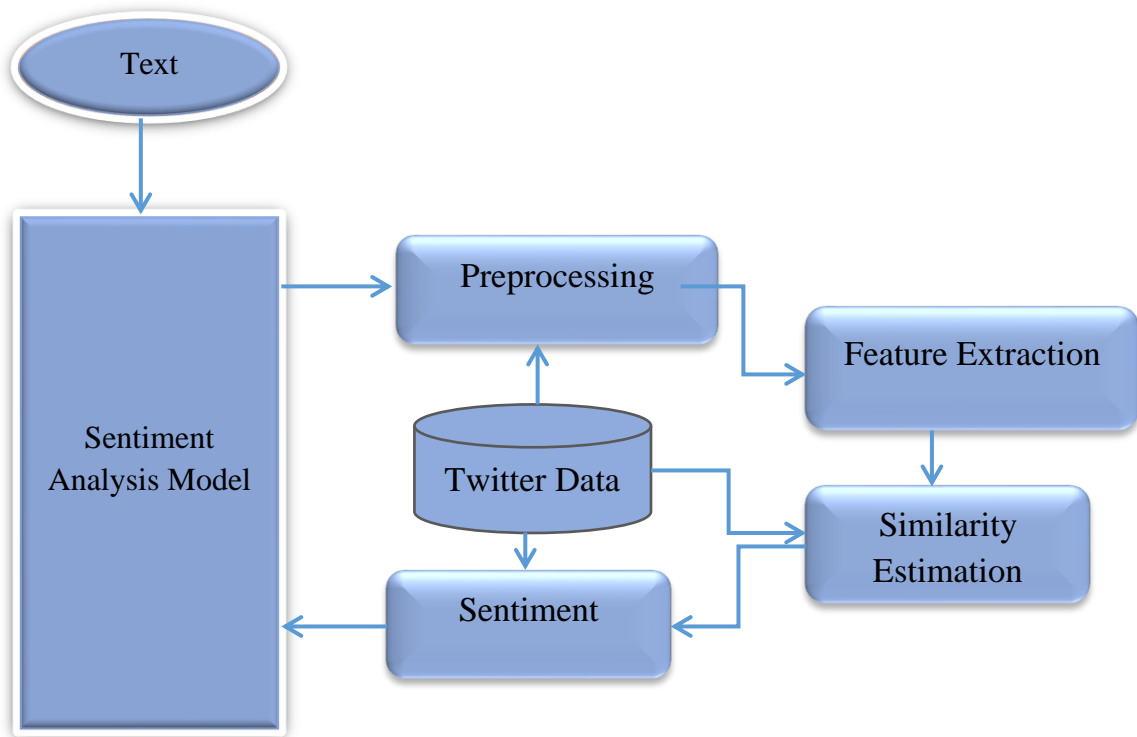 Text
Preprocessing
Feature Extraction
Sentiment
Analysis Model
Twitter Data
Similarity
Estimation
Sentiment